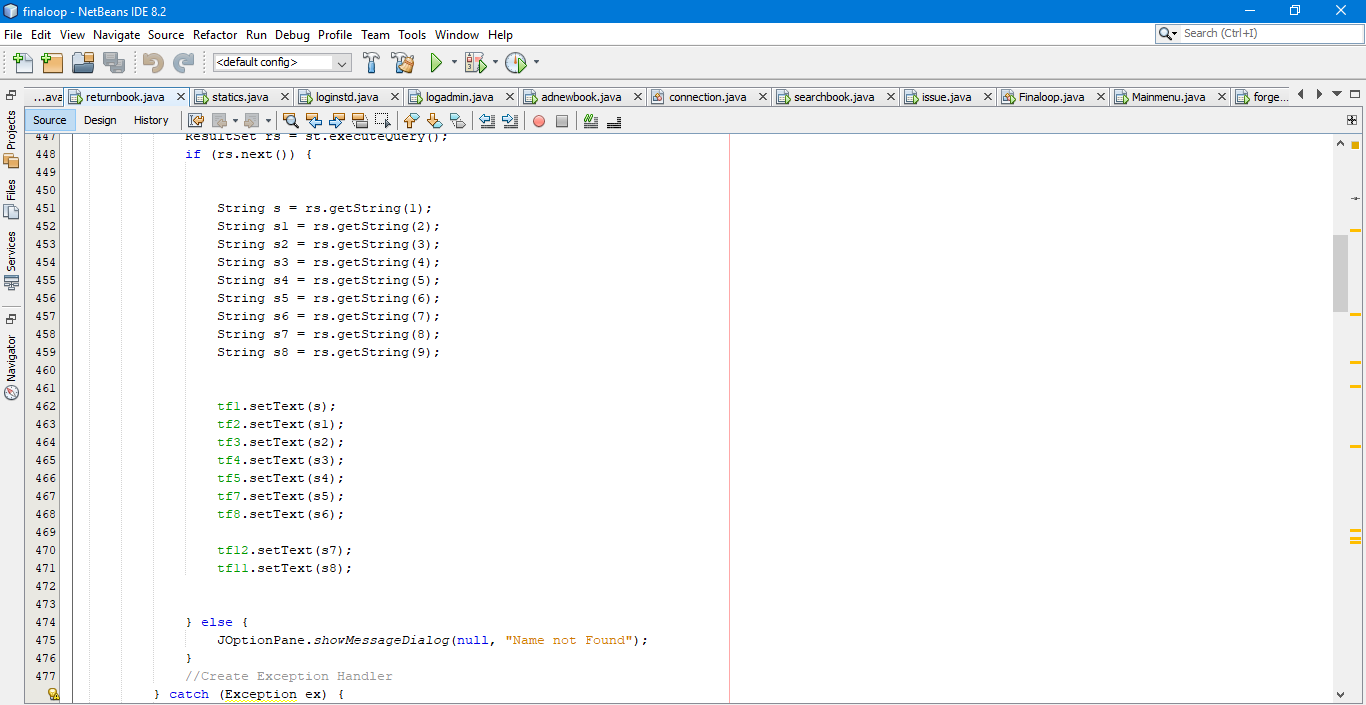 finaloop - NetBeans IDE 8.2
File Edit View Navigate Source Refactor Run Debug Profile Team Tools Window Help
Search (Ctrl+I)
<default config>
...ava returnbook.java statics.java loginstd.java logadmin.java adnewbook.java connection.java searchbook.java issue.java Finaloop.java Mainmenu.java forge...
Source Design History
Projects
Files
Services
Navigator
447 ResultSet rs = st.executeQuery();
448 if (rs.next()) {
449
450
451 String s = rs.getString(1);
452 String s1 = rs.getString(2);
453 String s2 = rs.getString(3);
454 String s3 = rs.getString(4);
455 String s4 = rs.getString(5);
456 String s5 = rs.getString(6);
457 String s6 = rs.getString(7);
458 String s7 = rs.getString(8);
459 String s8 = rs.getString(9);
460
461
462 tf1.setText(s);
463 tf2.setText(s1);
464 tf3.setText(s2);
465 tf4.setText(s3);
466 tf5.setText(s4);
467 tf7.setText(s5);
468 tf8.setText(s6);
469
470 tf12.setText(s7);
471 tf11.setText(s8);
472
473
474 } else {
475 JOptionPane.showMessageDialog(null, "Name not Found");
476 }
477 //Create Exception Handler
} catch (Exception ex) {